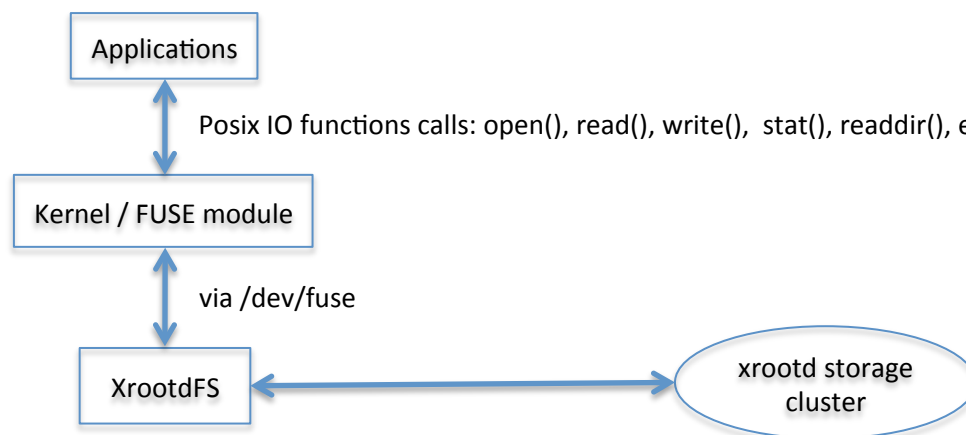 Applications
Posix IO functions calls: open(), read(), write(), stat(), readdir(), e
Kernel / FUSE module
via /dev/fuse
XrootdFS
xrootd storage
cluster